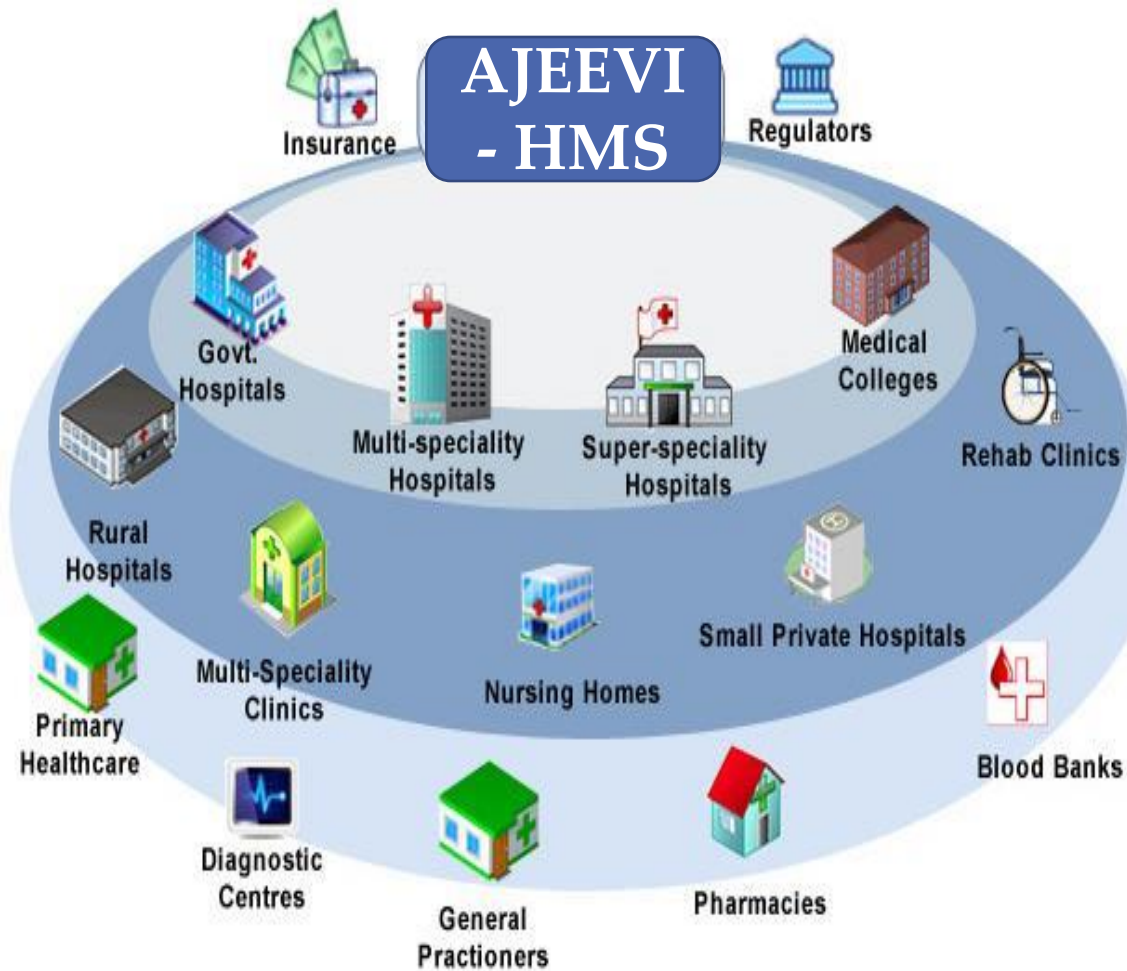 AJEEVI
- HMS
Insurance
Regulators
Govt.
Hospitals
Multi-speciality
Hospitals
Super-speciality
Hospitals
Medical
Colleges
Rural
Hospitals
Multi-Speciality
Clinics
Nursing Homes
Small Private Hospitals
Rehab Clinics
Primary
Healthcare
Diagnostic
Centres
General
Practioners
Pharmacies
Blood Banks